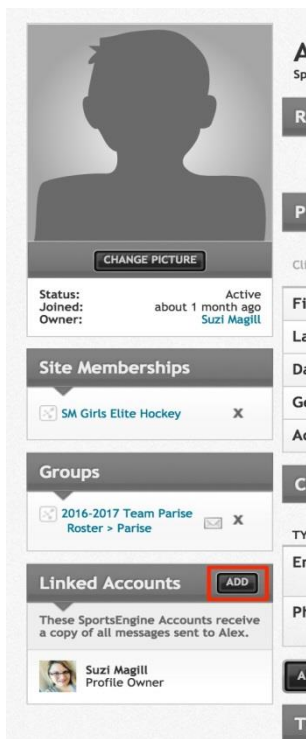 CHANGE PICTURE
Status: Active
Joined: about 1 month ago
Owner: Suzi Magill
Site Memberships
SM Girls Elite Hockey X
Groups
2016-2017 Team Parise
Roster > Parise X
Linked Accounts ADD
These SportsEngine Accounts receive
a copy of all messages sent to Alex.
Suzi Magill
Profile Owner